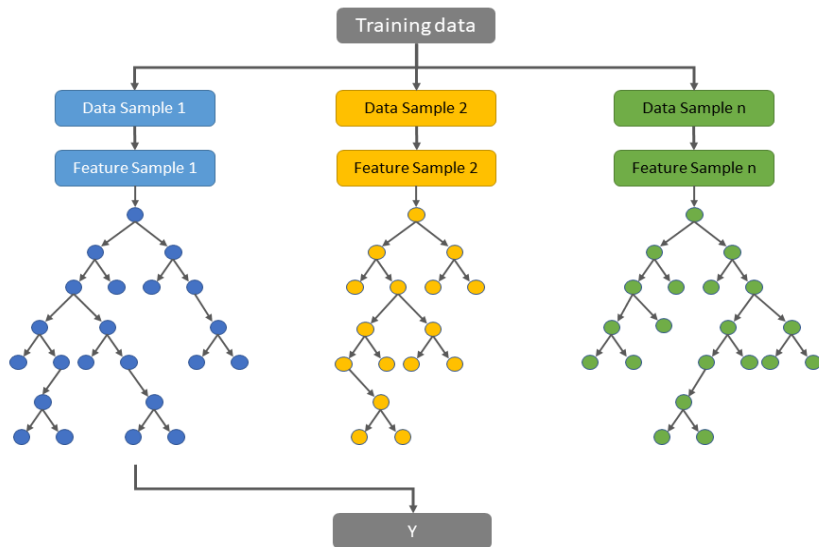 Training data
Data Sample 1
Data Sample 2
Data Sample n
Feature Sample 1
Feature Sample 2
Feature Sample n
Y